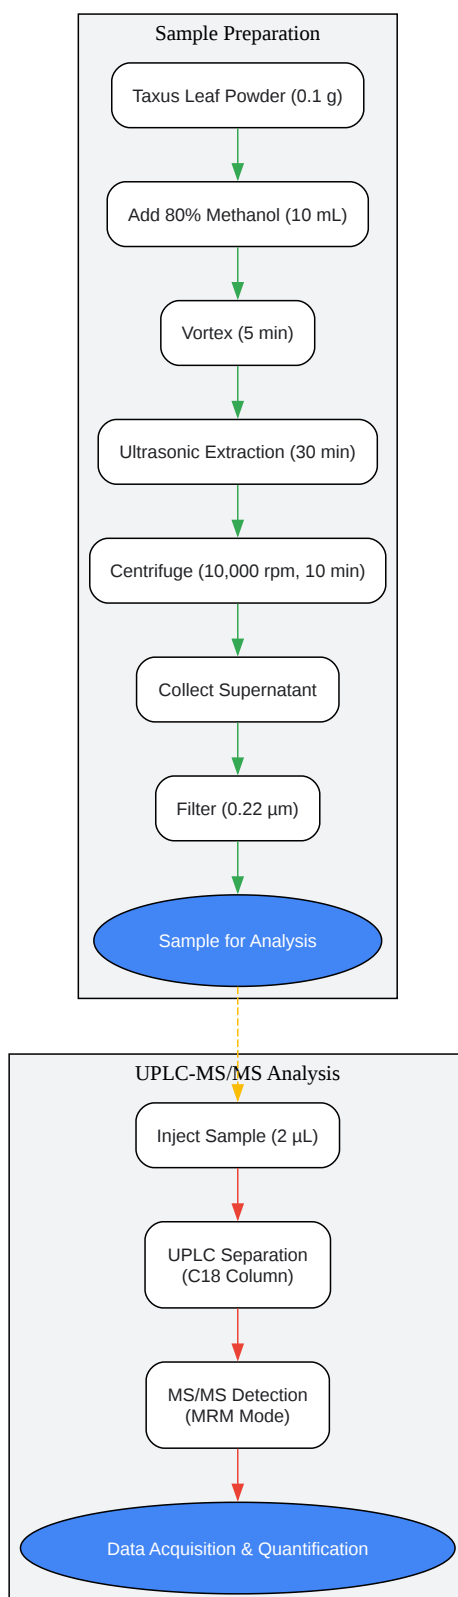 Sample Preparation
Taxus Leaf Powder (0.1 g)
Add 80% Methanol (10 mL)
Vortex (5 min)
Ultrasonic Extraction (30 min)
Centrifuge (10,000 rpm, 10 min)
Collect Supernatant
Filter (0.22 µm)
Sample for Analysis
UPLC-MS/MS Analysis
Inject Sample (2 µL)
UPLC Separation
(C18 Column)
MS/MS Detection
(MRM Mode)
Data Acquisition & Quantification